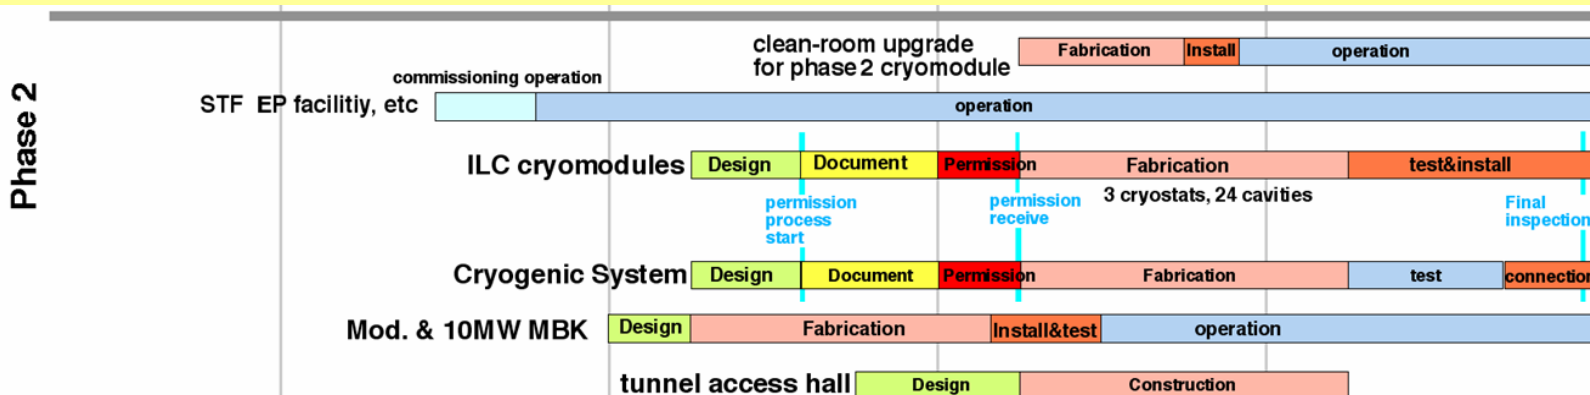 Phase 2
clean-room upgrade
for phase 2 cryomodule
Fabrication Install operation
commissioning operation
STF EP facilitiy, etc operation
ILC cryomodules Design Document Permission Fabrication test&install
3 cryostats, 24 cavities
permission
process
start
permission
receive
Final
inspection
Cryogenic System Design Document Permission Fabrication test connection
Mod. & 10MW MBK Design Fabrication Install&test operation
tunnel access hall Design Construction